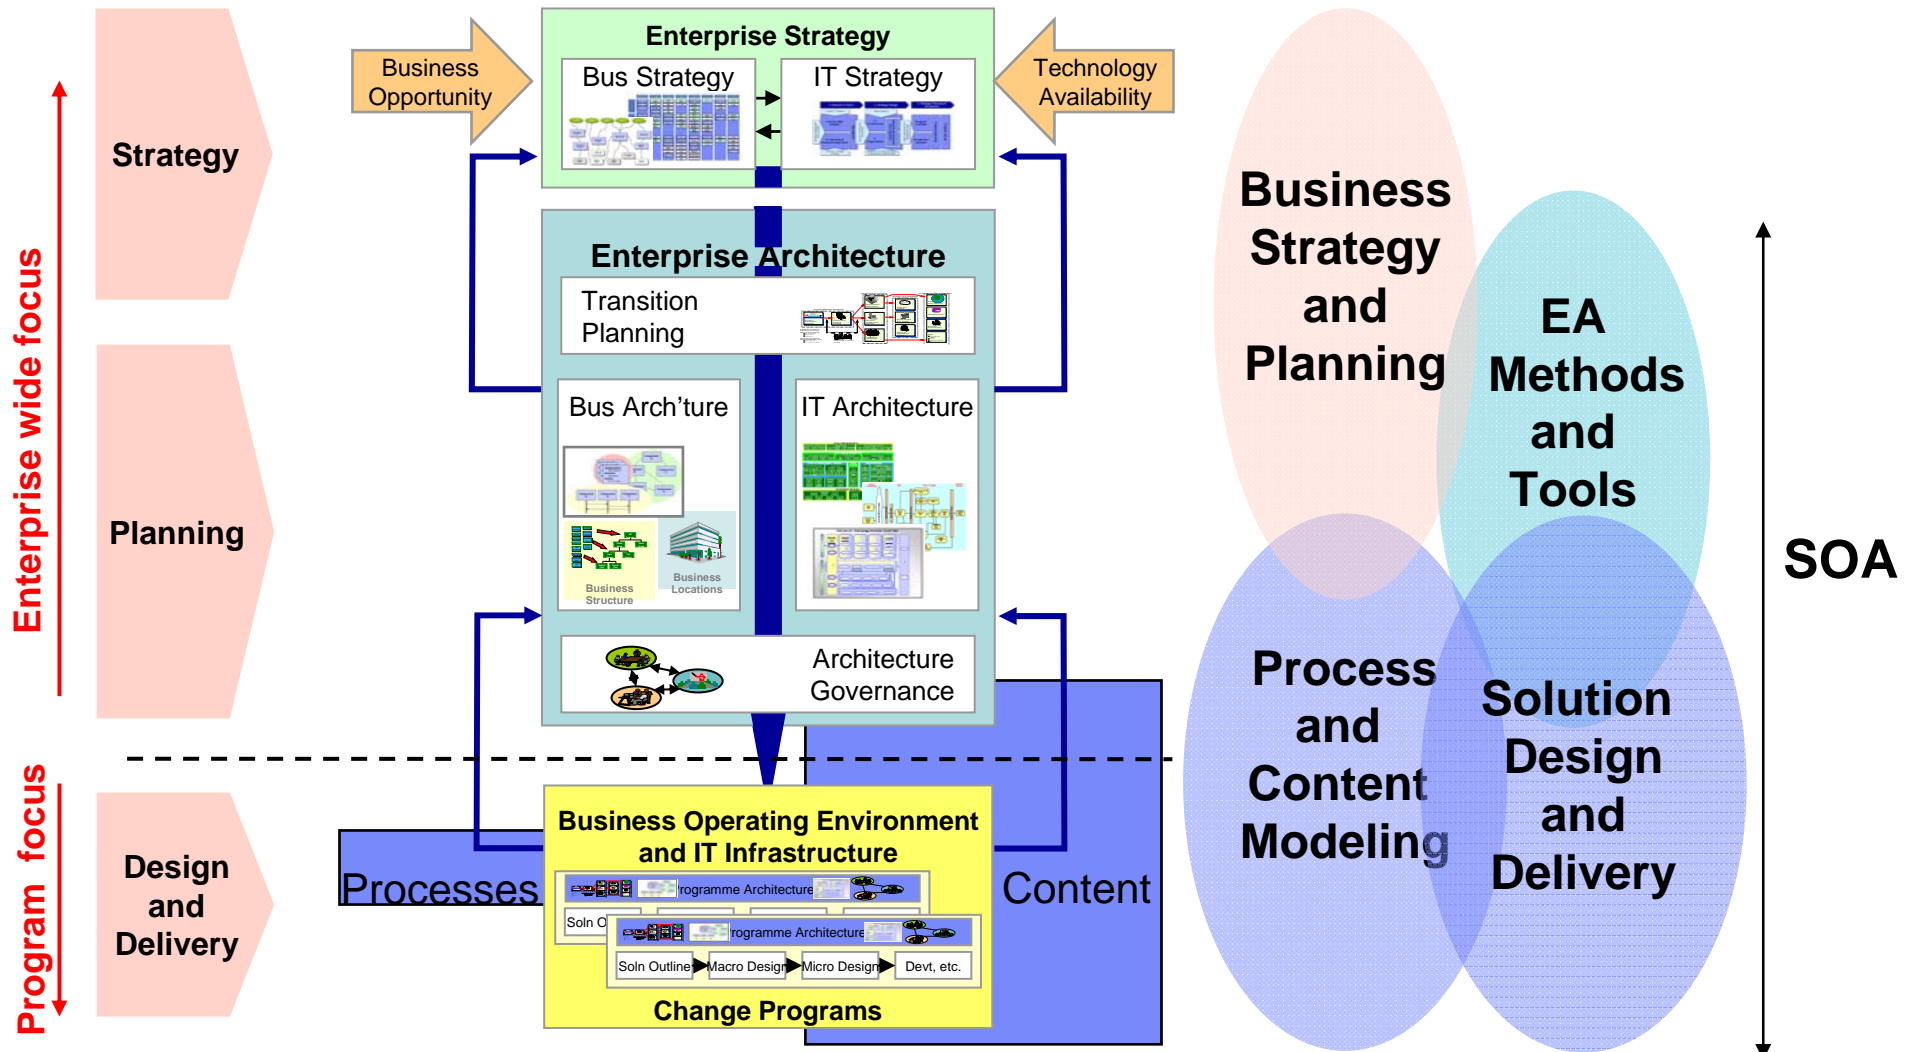 Enterprise wide focus
Program focus
Strategy
Planning
Design
and
Delivery
Business
Opportunity
Enterprise Strategy
Bus Strategy
IT Strategy
Technology
Availability
Enterprise Architecture
Transition
Planning
Bus Arch’ture
IT Architecture
Business
Structure
Business
Locations
Architecture
Governance
Business Operating Environment
and IT Infrastructure
Processes
Content
rogramme Architecture
Soln O
rogramme Architecture
Soln Outline
Macro Design
Micro Design
Devt, etc.
Change Programs
Business
Strategy
and
Planning
EA
Methods
and
Tools
Process
and
Content
Modeling
Solution
Design
and
Delivery
SOA